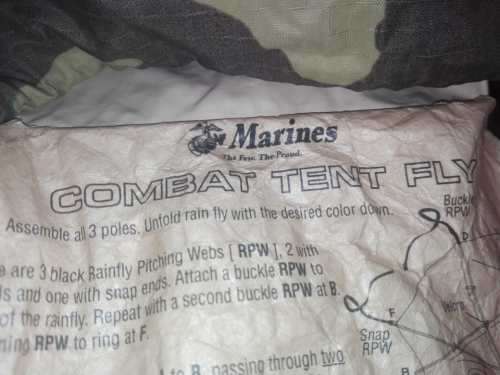 Marines
The Few. The Proud.
COMBAT TENT FLY
Assemble all 3 poles. Unfold rain fly with the desired color down.
are 3 black Rainfly Pitching Webs [ RPW ], 2 with
and one with snap ends. Attach a buckle RPW to
of the rainfly. Repeat with a second buckle RPW at B.
RPW to ring at F.
B, passing through two
Buckle
RPW
D
F
Snap
RPW
B